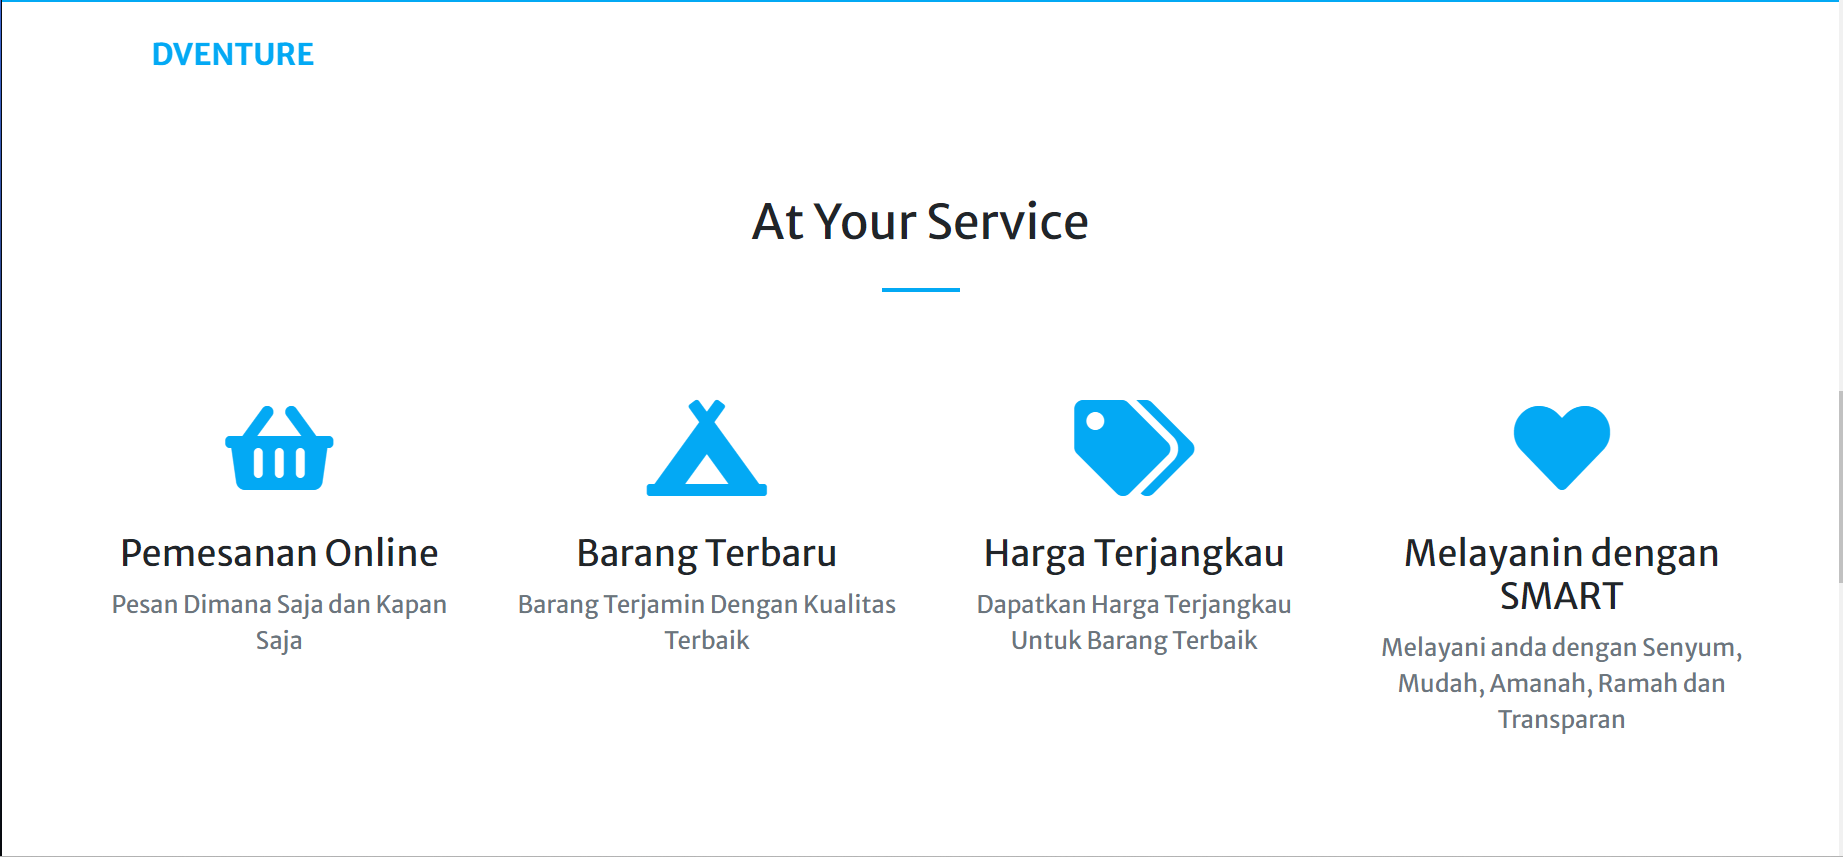 DVENTURE
At Your Service
Pemesanan Online
Pesan Dimana Saja dan Kapan
Saja
Barang Terbaru
Barang Terjamin Dengan Kualitas
Terbaik
Harga Terjangkau
Dapatkan Harga Terjangkau
Untuk Barang Terbaik
Melayanin dengan
SMART
Melayani anda dengan Senyum,
Mudah, Amanah, Ramah dan
Transparan